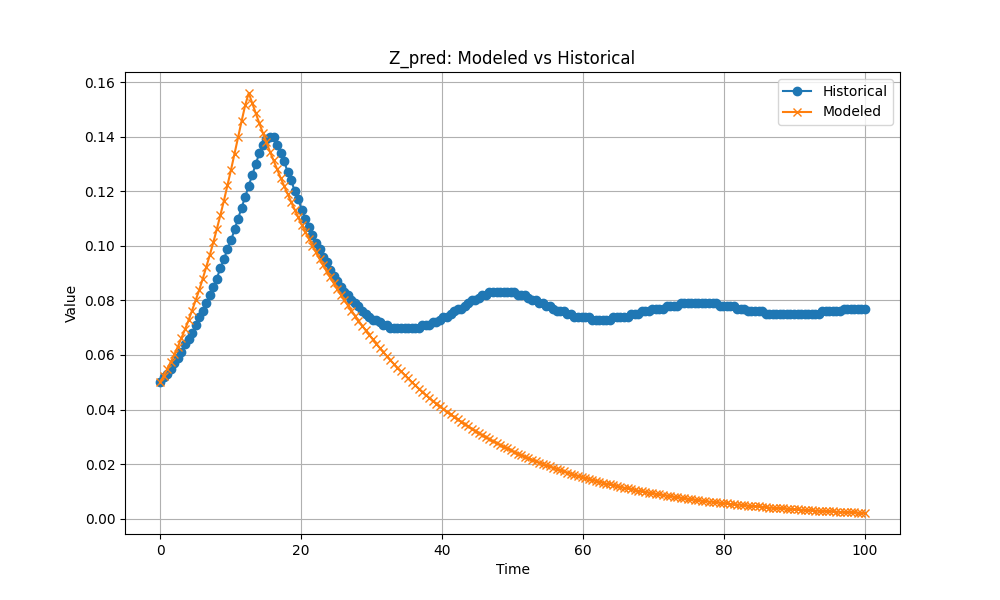 Z_pred: Modeled vs Historical
Historical
Modeled
Value
0.16
0.14
0.12
0.10
0.08
0.06
0.04
0.02
0.00
0 20 40 60 80 100
Time